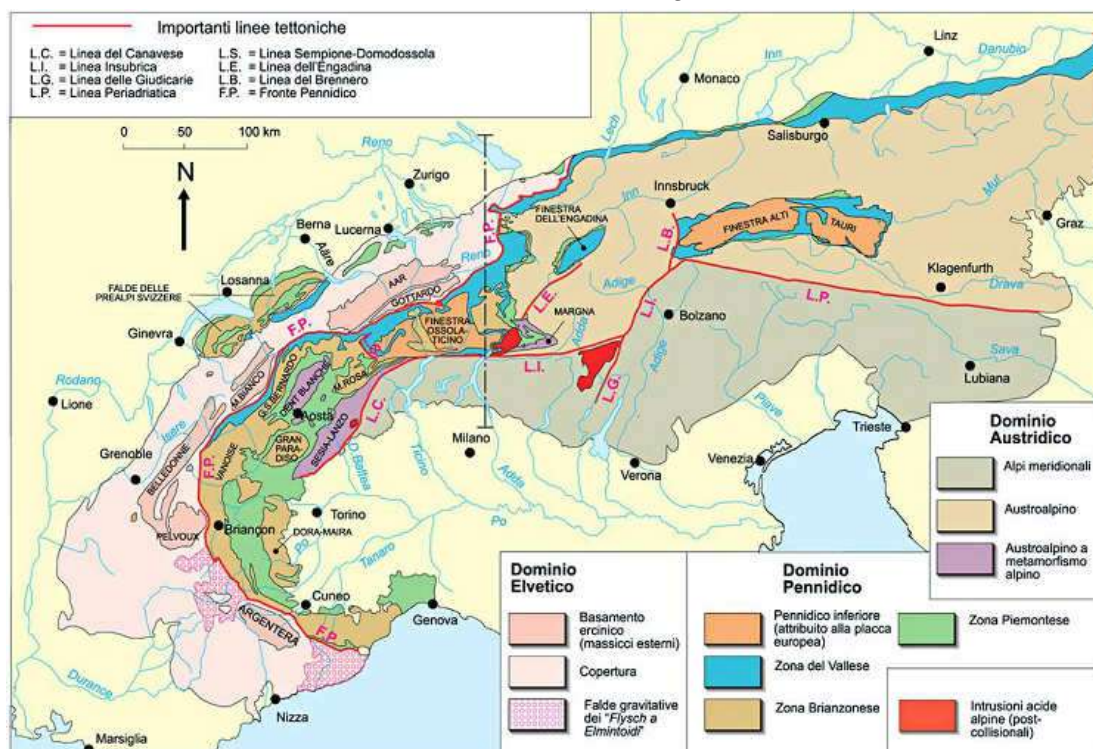 Importanti linee tettoniche
L.C. = Linea del Canavese
L.I. = Linea Insubrica
L.G. = Linea delle Giudicarie
L.P. = Linea Periadriatica
L.S. = Linea Sempione-Domodossola
L.E. = Linea dell'Engadina
L.B. = Linea del Brennero
F.P. = Fronte Pennidico
0 50 100 km
N
Linz
Danubio
Inn
Monaco
Salisburgo
Lech
Reno
Zurigo
Inn
Innsbruck
Mur
Graz
Berna
Lucerna
Aäre
FINESTRA
DELL'ENGADINA
F.P.
L.B.
FINESTRA ALTI
TAURI
Losanna
Reno
AAR
GOTTARDO
FALDE DELLE
PREALPI SVIZZERE
Adige
Klagenfurth
Drava
L.P.
L.I.
L.E.
Bolzano
MARGNA
Adda
Ginevra
F.P.
FINESTRA
OSSOLA-
TICINO
L.S.
L.I.
L.G.
Adige
Sava
Lubiana
Rodano
Lione
M.BIANCO
G.S.BERNARDO
DENT BLANCHE
M.ROSA
Aosta
L.C.
SESIA-LANZO
GRAN
PARA-
DISO
D.Baltea
Ticino
Milano
Adda
Piave
Trieste
Venezia
Verona
Isare
Grenoble
BELLEDONNE
F.P.
VANOISE
Torino
Po
PELVOUX
Briançon
DORA-MAIRA
Po
Tanaro
Cuneo
Genova
ARGENTERA
F.P.
Durance
Nizza
Marsiglia
Dominio
Austridico
Alpi meridionali
Austroalpino
Austroalpino a
metamorfismo
alpino
Dominio
Elvetico
Basamento
ercinico
(massicci esterni)
Copertura
Falde gravitative
dei "Flysch a
Elmintoidi"
Dominio
Pennidico
Pennidico inferiore
(attribuito alla placca
europea)
Zona del Vallese
Zona Brianzonese
Zona Piemontese
Intrusioni acide
alpine (post-
collisionali)